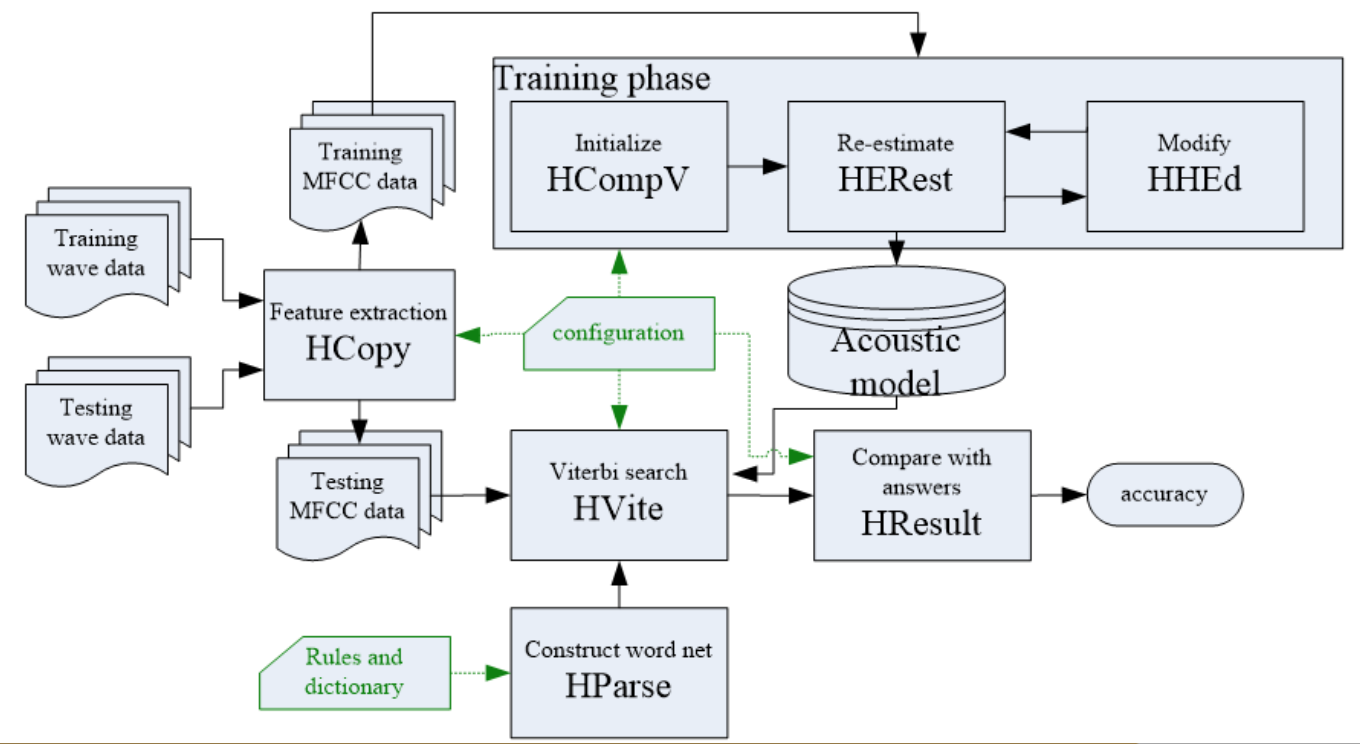 Training phase
Initialize
HCompV
Re-estimate
HERest
Modify
HHEd
Training
MFCC data
Training
wave data
Feature extraction
HCopy
configuration
Acoustic
model
Testing
wave data
Testing
MFCC data
Viterbi search
HVite
Compare with
answers
HResult
accuracy
Rules and
dictionary
Construct word net
HParse